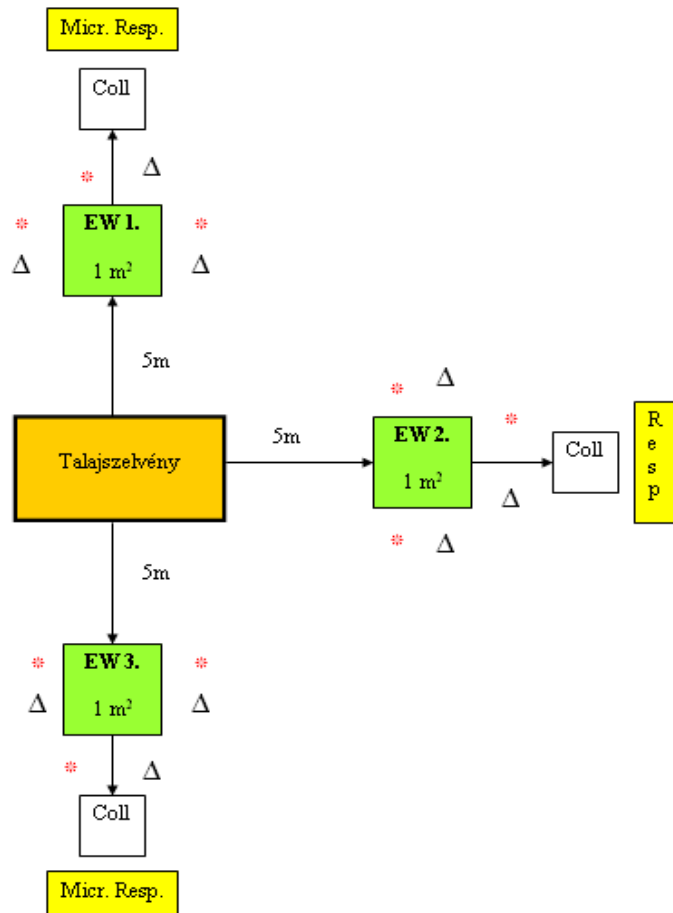 Micr. Resp.
Coll
* Δ
* EW 1. *
Δ 1 m² Δ
5m
* Δ
Talajszelvény
5m
EW 2.
1 m²
*
Δ
Coll
R
e
s
p
* Δ
5m
* EW 3. *
Δ 1 m² Δ
* Δ
Coll
Micr. Resp.